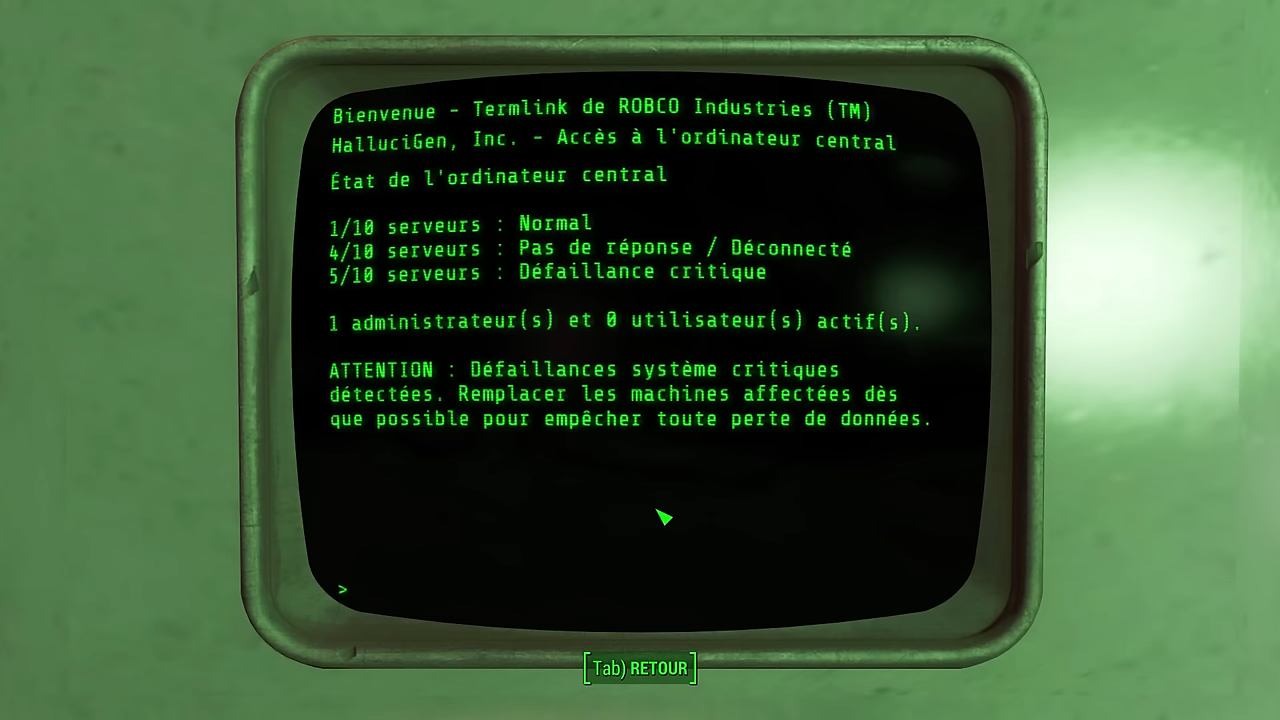 Bienvenue - Termlink de ROBCO Industries (TM)
HalluciGen, Inc. - Accès à l'ordinateur central
État de l'ordinateur central
1/10 serveurs : Normal
4/10 serveurs : Pas de réponse / Déconnecté
5/10 serveurs : Défaillance critique
1 administrateur(s) et 0 utilisateur(s) actif(s).
ATTENTION : Défaillances système critiques
détectées. Remplacer les machines affectées dès
que possible pour empêcher toute perte de données.
>
Tab) RETOUR